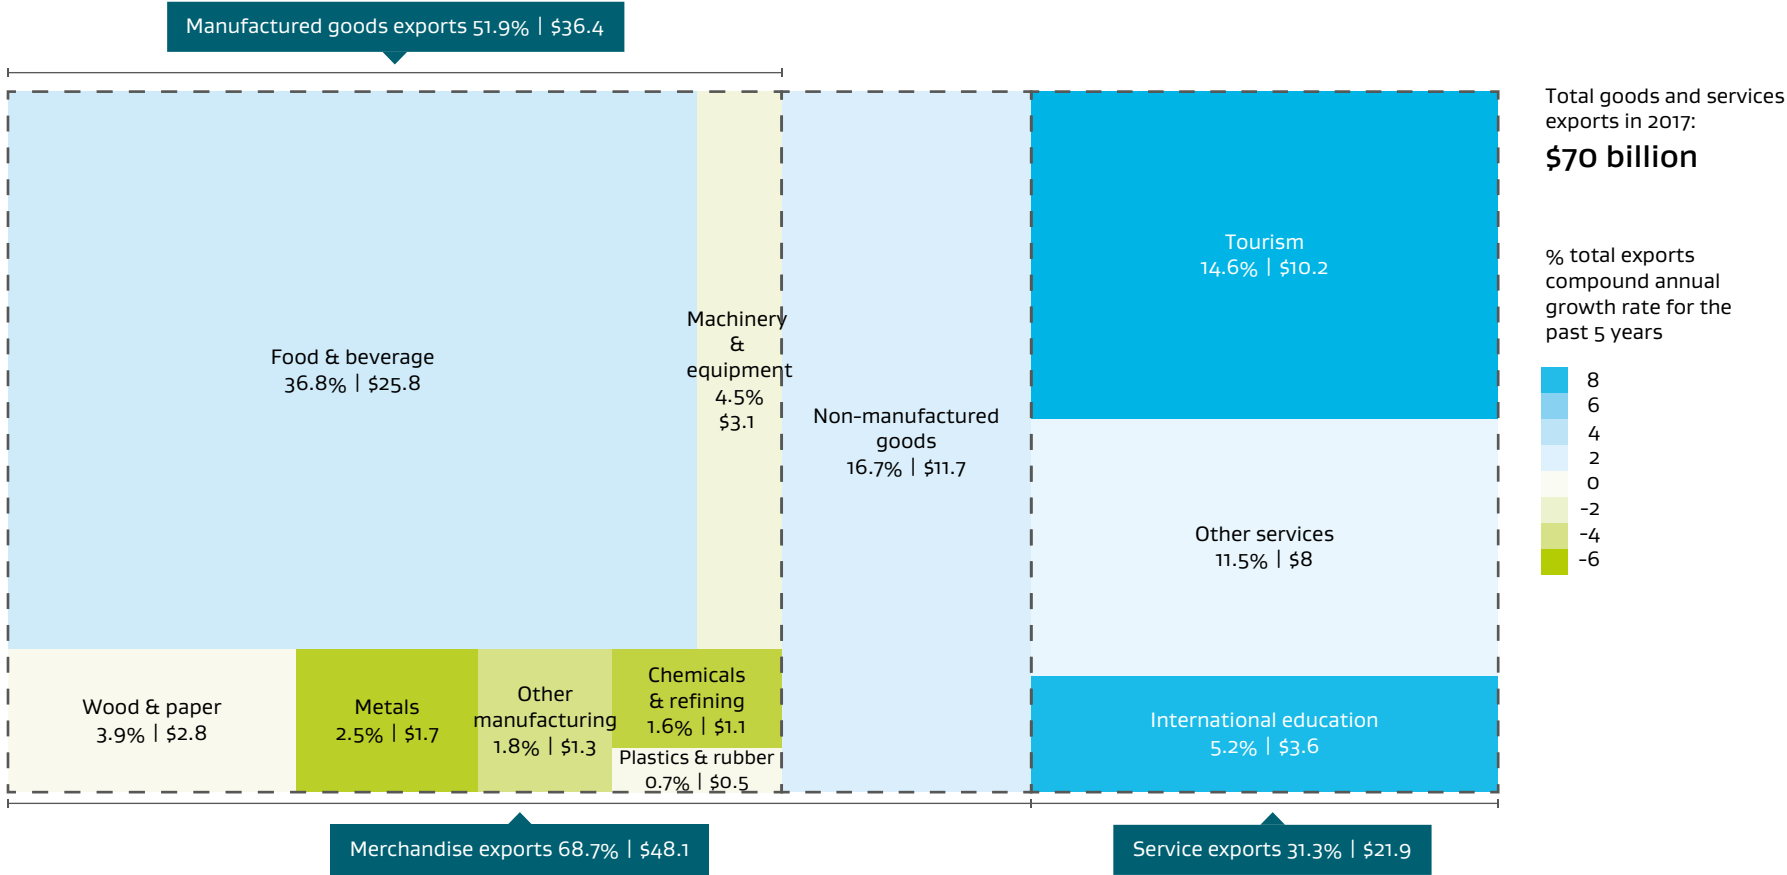 Manufactured goods exports 51.9% | $36.4
Total goods and services
exports in 2017:
$70 billion
% total exports
compound annual
growth rate for the
past 5 years
8
6
4
2
0
-2
-4
-6
Food & beverage
36.8% | $25.8
Machinery
&
equipment
4.5%
$3.1
Non-manufactured
goods
16.7% | $11.7
Tourism
14.6% | $10.2
Other services
11.5% | $8
International education
5.2% | $3.6
Wood & paper
3.9% | $2.8
Metals
2.5% | $1.7
Other
manufacturing
1.8% | $1.3
Chemicals
& refining
1.6% | $1.1
Plastics & rubber
0.7% | $0.5
Merchandise exports 68.7% | $48.1
Service exports 31.3% | $21.9